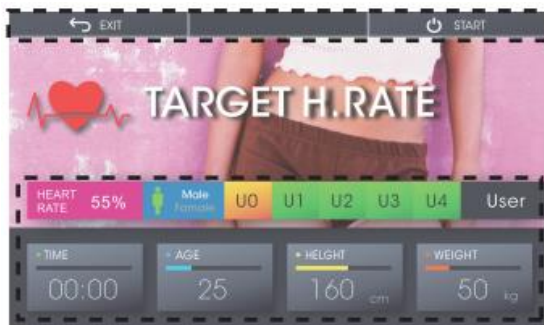 EXIT START
TARGET H.RATE
HEART RATE 55% Male Female U0 U1 U2 U3 U4 User
TIME AGE HELGHT WEIGHT
00:00 25 160 cm 50 kg